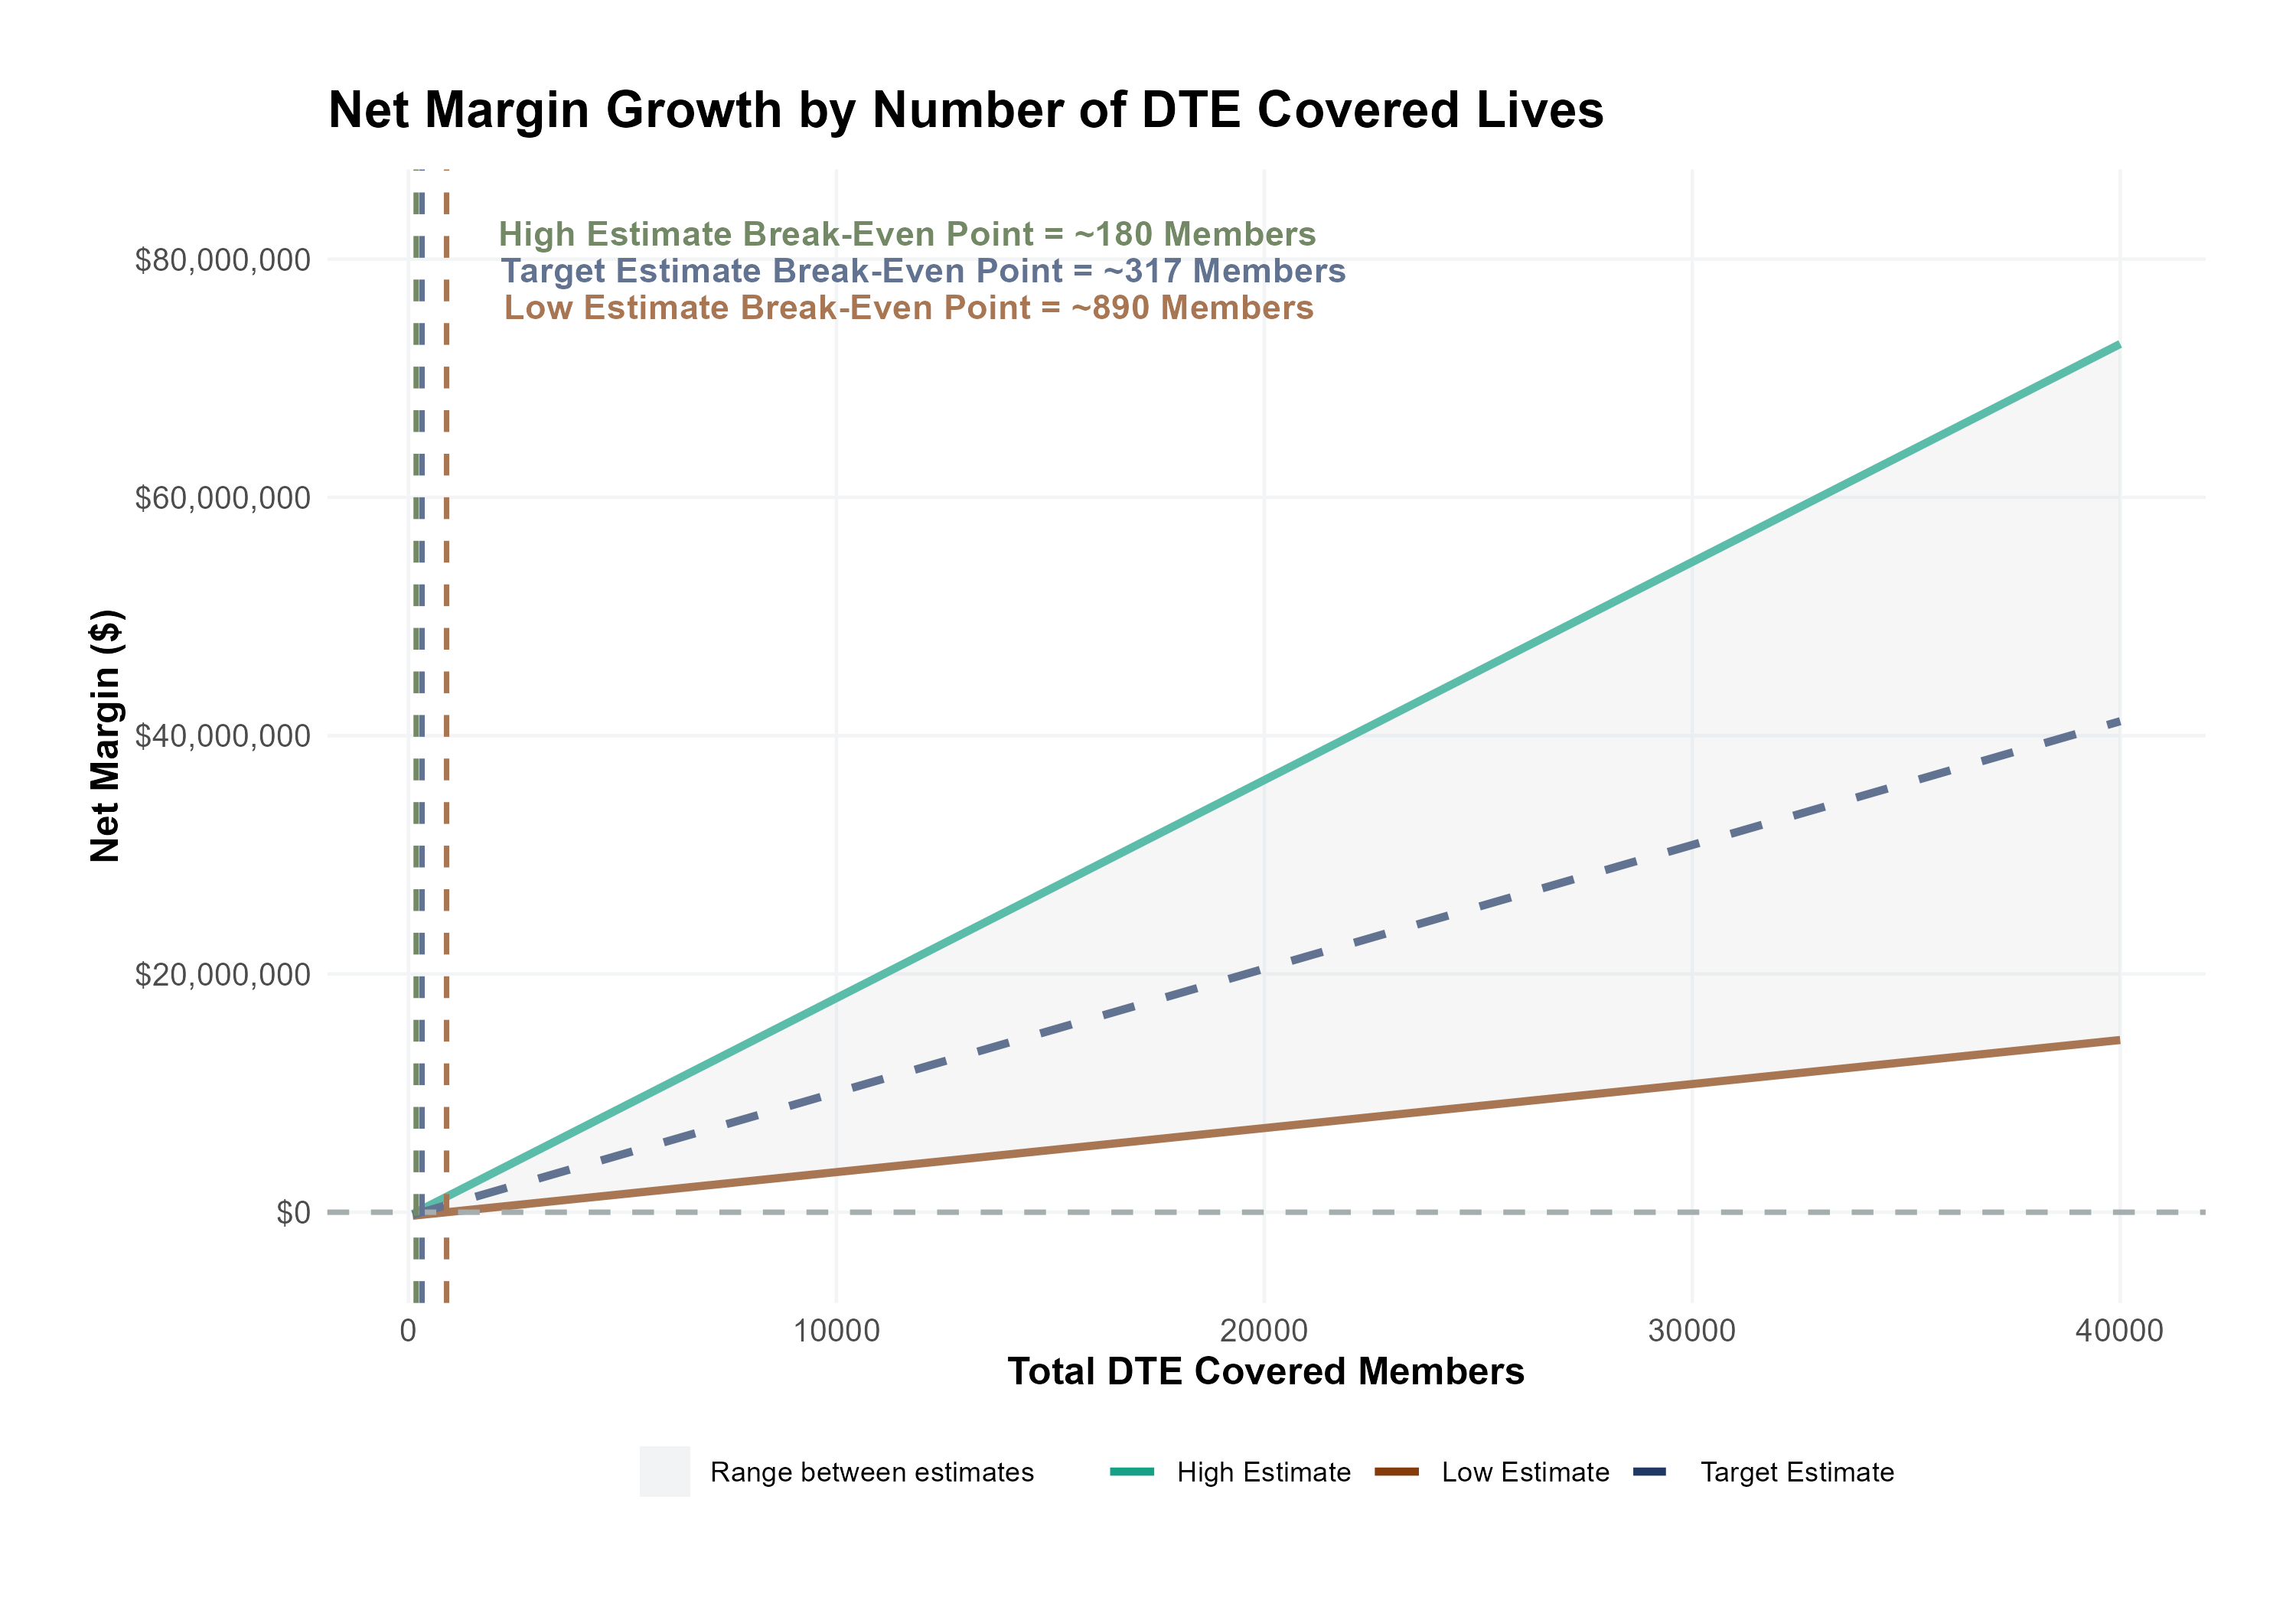 Net Margin Growth by Number of DTE Covered Lives
High Estimate Break-Even Point = ~180 Members
Target Estimate Break-Even Point = ~317 Members
Low Estimate Break-Even Point = ~890 Members
$80,000,000
$60,000,000
$40,000,000
$20,000,000
$0
Net Margin ($)
0 10000 20000 30000 40000
Total DTE Covered Members
Range between estimates High Estimate Low Estimate Target Estimate